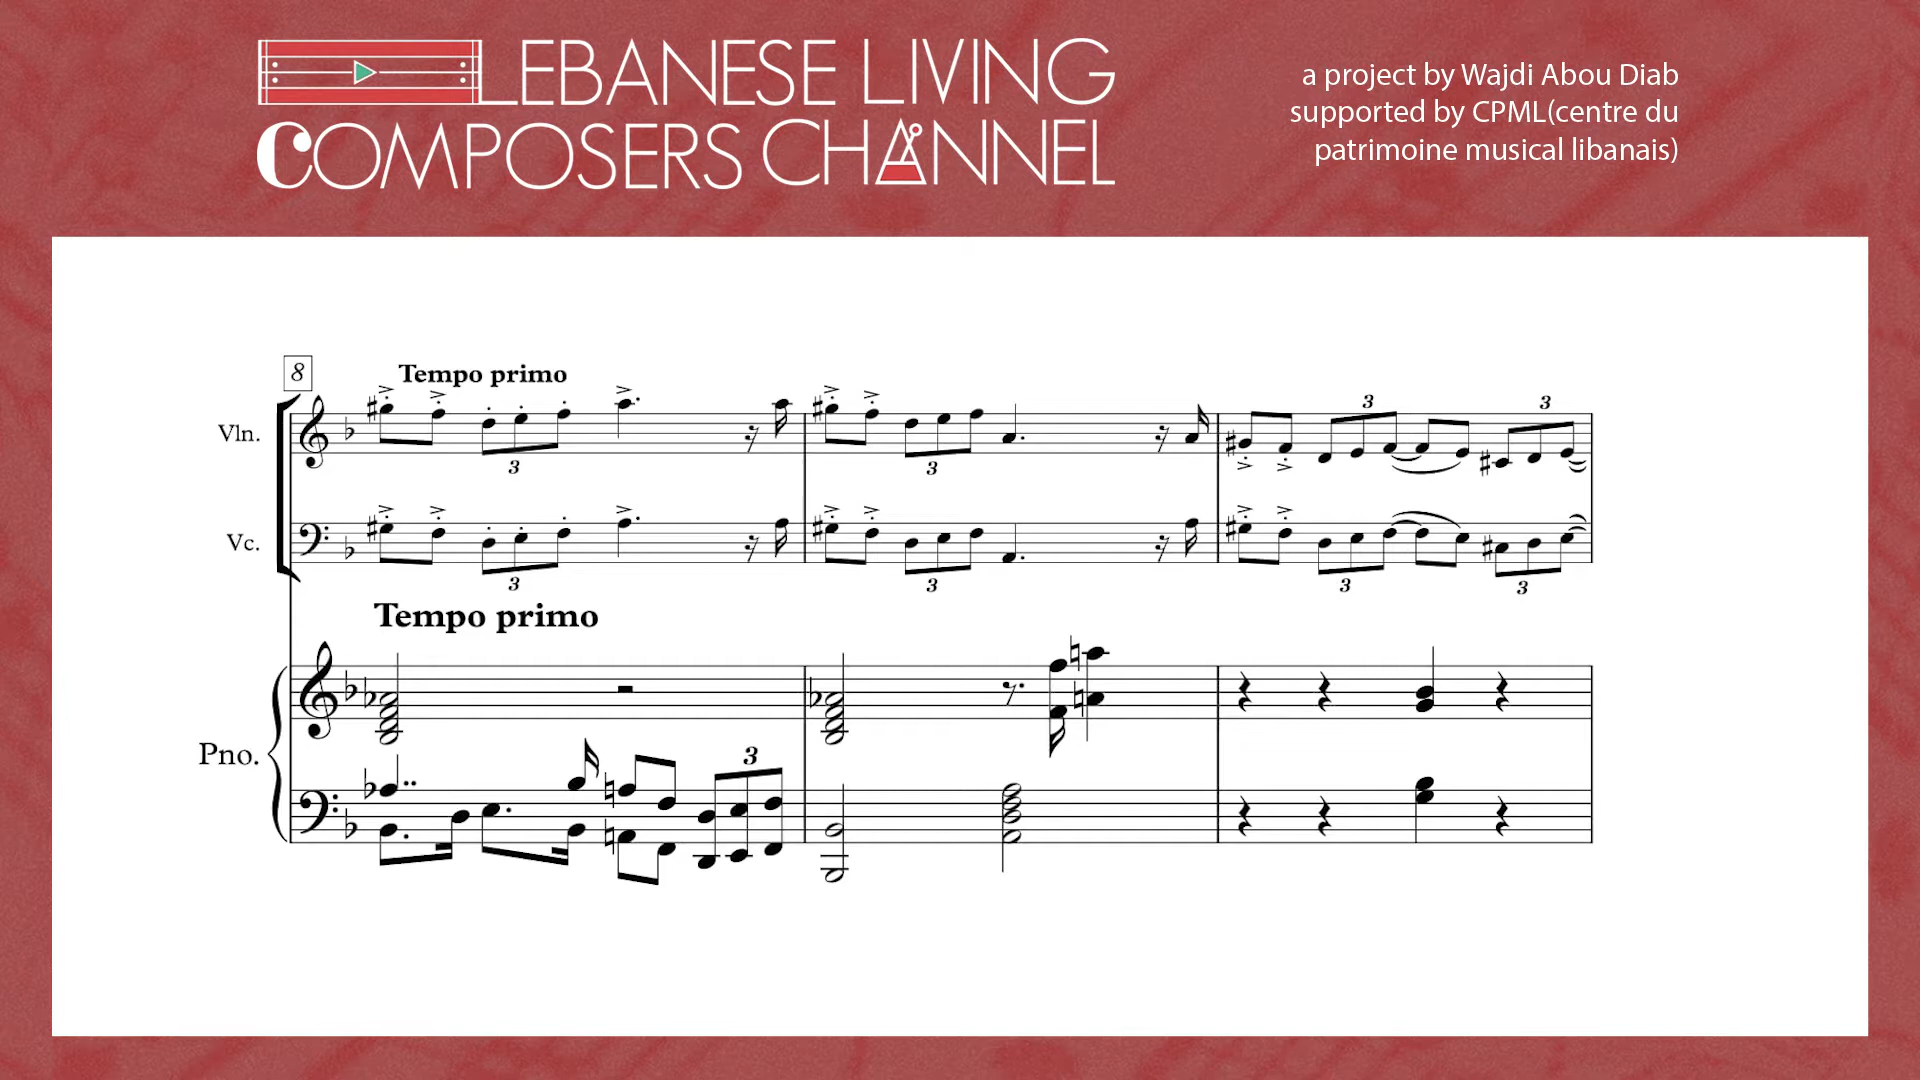 LEBANESE LIVING
COMPOSERS CHANNEL
a project by Wajdi Abou Diab
supported by CPML(centre du
patrimoine musical libanais)
8
Tempo primo
3
3
3
3
Vln.
3
3
3
3
Vc.
Tempo primo
3
Pno.